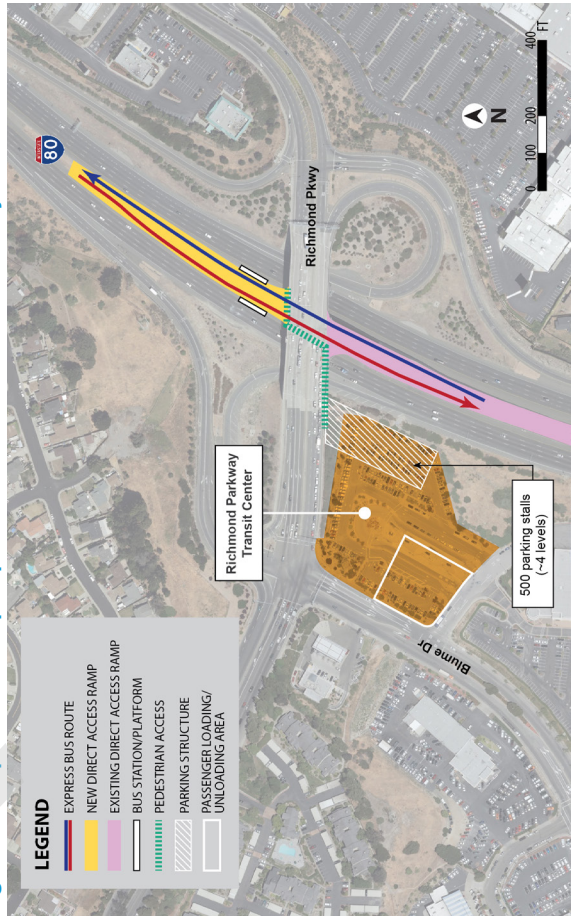 LEGEND
EXPRESS BUS ROUTE
NEW DIRECT ACCESS RAMP
EXISTING DIRECT ACCESS RAMP
BUS STATION/PLATFORM
PEDESTRIAN ACCESS
PARKING STRUCTURE
PASSENGER LOADING/
UNLOADING AREA
Richmond Parkway
Transit Center
80
Richmond Pkwy
Blume Dr
500 parking stalls
(~4 levels)
N
0 100 200 400
FT